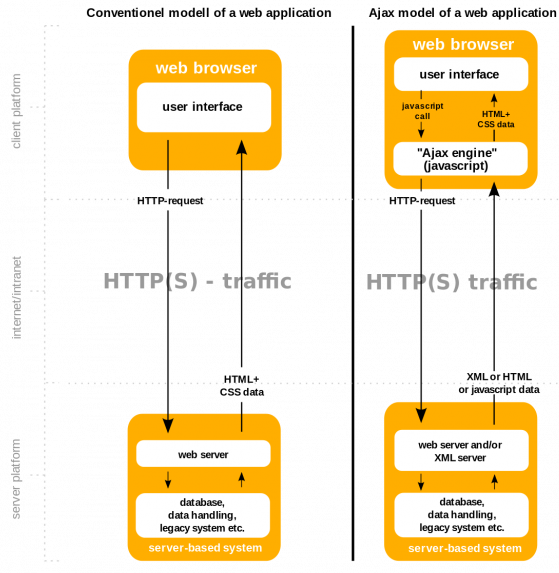 Conventionel modell of a web application
Ajax model of a web application
client platform
internet/intranet
server platform
web browser
user interface
HTTP-request
HTTP(S) - traffic
HTML+
CSS data
web server
database,
data handling,
legacy system etc.
server-based system
web browser
user interface
javascript
call
HTML+
CSS data
"Ajax engine"
(javascript)
HTTP-request
HTTP(S) traffic
XML or HTML
or javascript data
web server and/or
XML server
database,
data handling,
legacy system etc.
server-based system